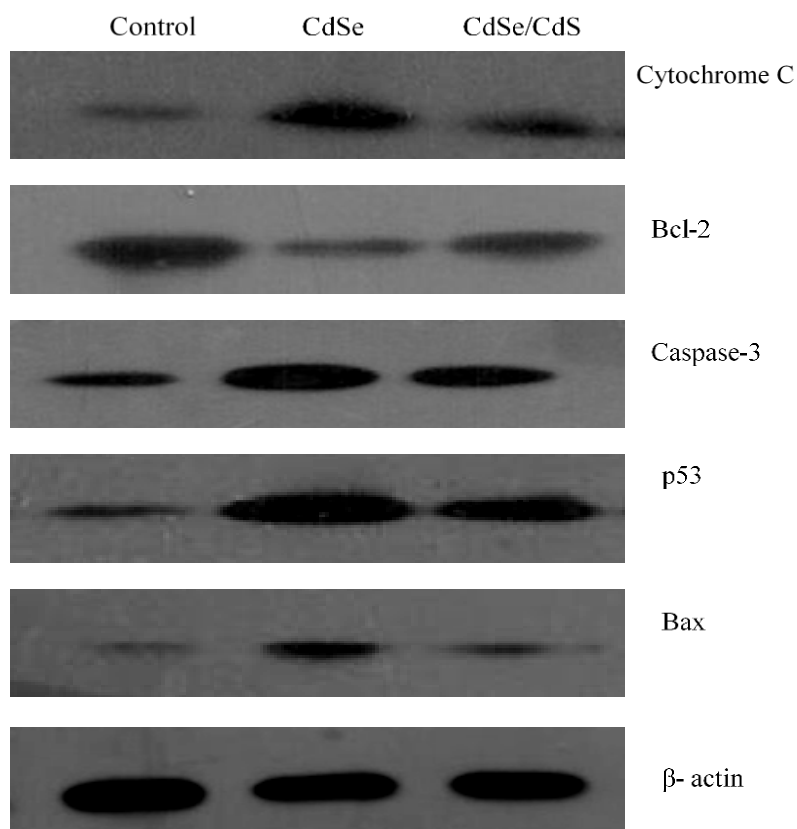 Control CdSe CdSe/CdS
Cytochrome C
Bcl-2
Caspase-3
p53
Bax
β- actin